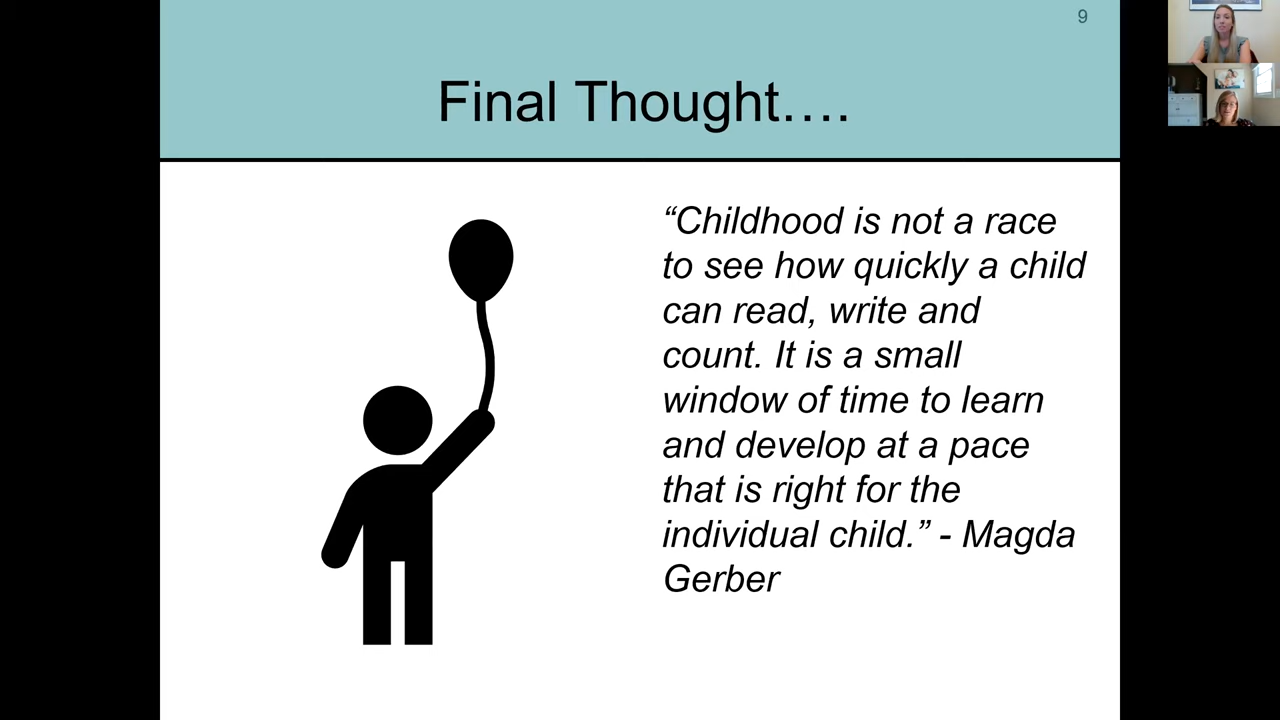 9
Final Thought….
“Childhood is not a race
to see how quickly a child
can read, write and
count. It is a small
window of time to learn
and develop at a pace
that is right for the
individual child.” - Magda
Gerber